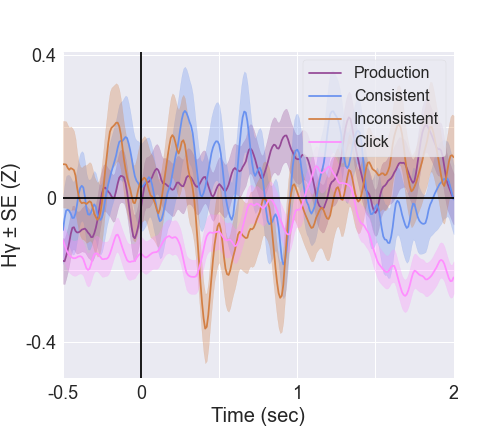 0.4
0
-0.4
Hγ ± SE (Z)
Production
Consistent
Inconsistent
Click
-0.5 0 1 2
Time (sec)